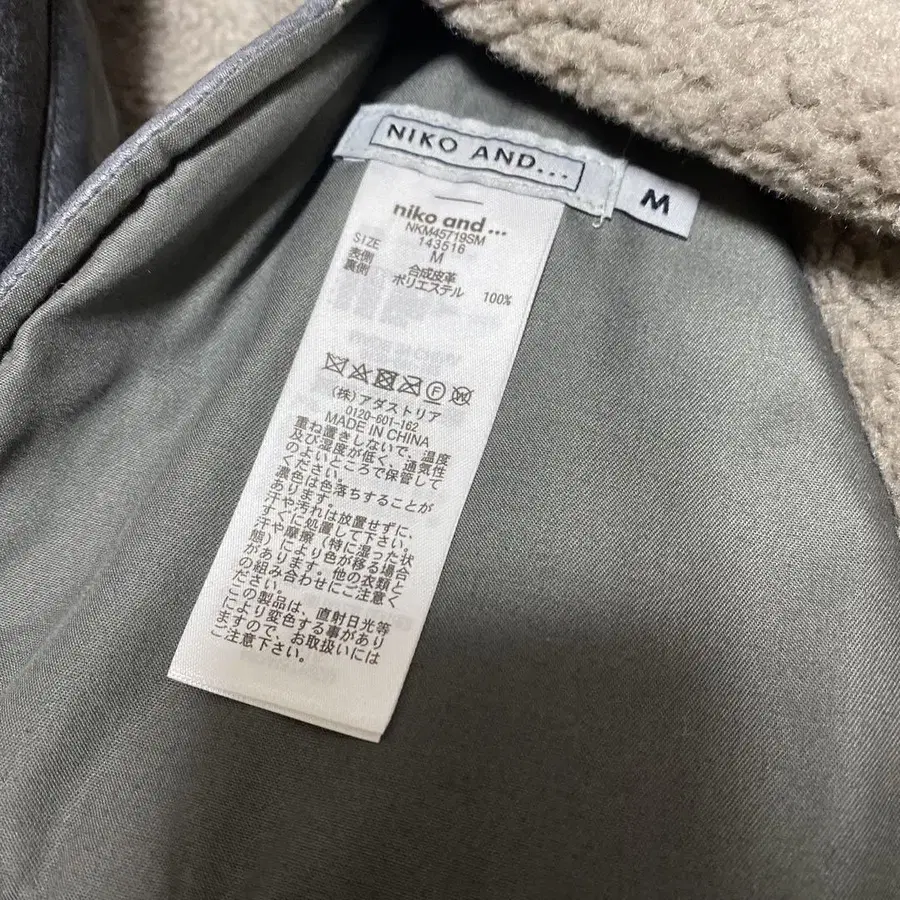 NIKO AND...
M
niko and ...
NKM45719SM
143516
SIZE M
表側 合成皮革
裏側 ポリエステル 100%
F W
(株)アダストリア
0120-601-162
MADE IN CHINA
重ね置きしないで、温度
及び湿度が低く、通気性
のよいところで保管して
ください。
濃色は色落ちすることが
あります。
汗や汚れは放置せずに、
すぐに処置して下さい。
汗や摩擦(特に湿った状
態)により色が移る場合
があります。他の衣類と
の組み合わせにご注意く
ださい。
この製品は、直射日光等
により変色する事があり
ますので、お取扱いには
ご注意下さい。